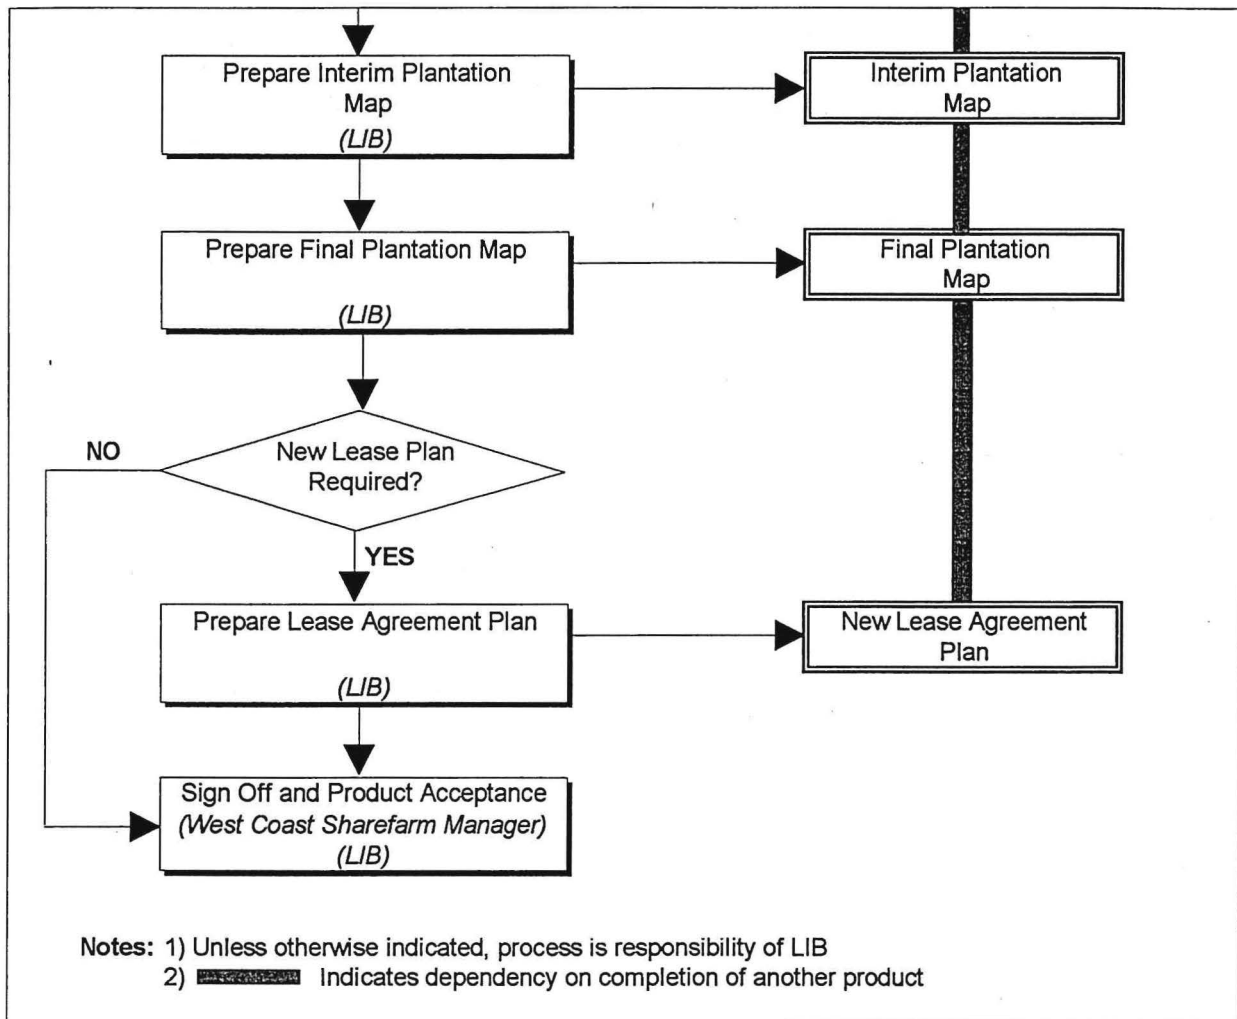 Prepare Interim Plantation
Map
(LIB)
Interim Plantation
Map
Prepare Final Plantation Map
(LIB)
Final Plantation
Map
NO
New Lease Plan
Required?
YES
Prepare Lease Agreement Plan
(LIB)
New Lease Agreement
Plan
Sign Off and Product Acceptance
(West Coast Sharefarm Manager)
(LIB)
Notes: 1) Unless otherwise indicated, process is responsibility of LIB
2) Indicates dependency on completion of another product